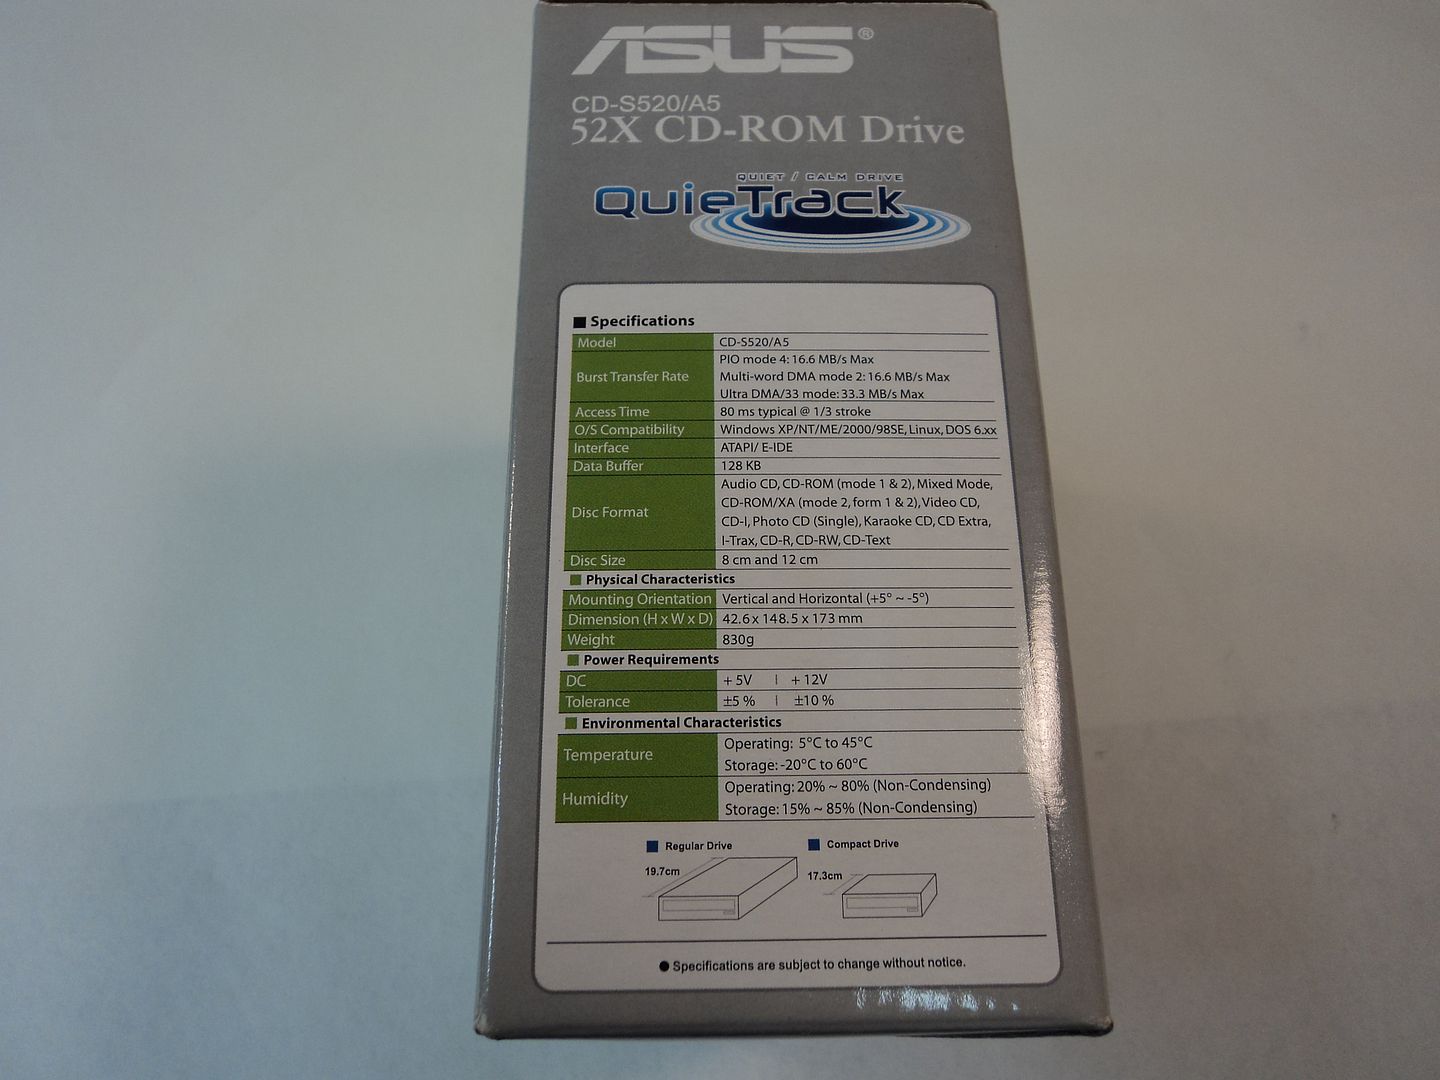 ASUS®
CD-S520/A5
52X CD-ROM Drive
QUIET / CALM DRIVE
QuieTrack
■ Specifications
Model CD-S520/A5
Burst Transfer Rate PIO mode 4: 16.6 MB/s Max
Multi-word DMA mode 2: 16.6 MB/s Max
Ultra DMA/33 mode: 33.3 MB/s Max
Access Time 80 ms typical @ 1/3 stroke
O/S Compatibility Windows XP/NT/ME/2000/98SE, Linux, DOS 6.xx
Interface ATAPI/ E-IDE
Data Buffer 128 KB
Disc Format Audio CD, CD-ROM (mode 1 & 2), Mixed Mode,
CD-ROM/XA (mode 2, form 1 & 2), Video CD,
CD-I, Photo CD (Single), Karaoke CD, CD Extra,
I-Trax, CD-R, CD-RW, CD-Text
Disc Size 8 cm and 12 cm
■ Physical Characteristics
Mounting Orientation Vertical and Horizontal (+5° ~ -5°)
Dimension (H x W x D) 42.6 x 148.5 x 173 mm
Weight 830g
■ Power Requirements
DC + 5V | + 12V
Tolerance ±5 % | ±10 %
■ Environmental Characteristics
Temperature Operating: 5°C to 45°C
Storage: -20°C to 60°C
Humidity Operating: 20% ~ 80% (Non-Condensing)
Storage: 15% ~ 85% (Non-Condensing)
■ Regular Drive ■ Compact Drive
19.7cm 17.3cm
● Specifications are subject to change without notice.